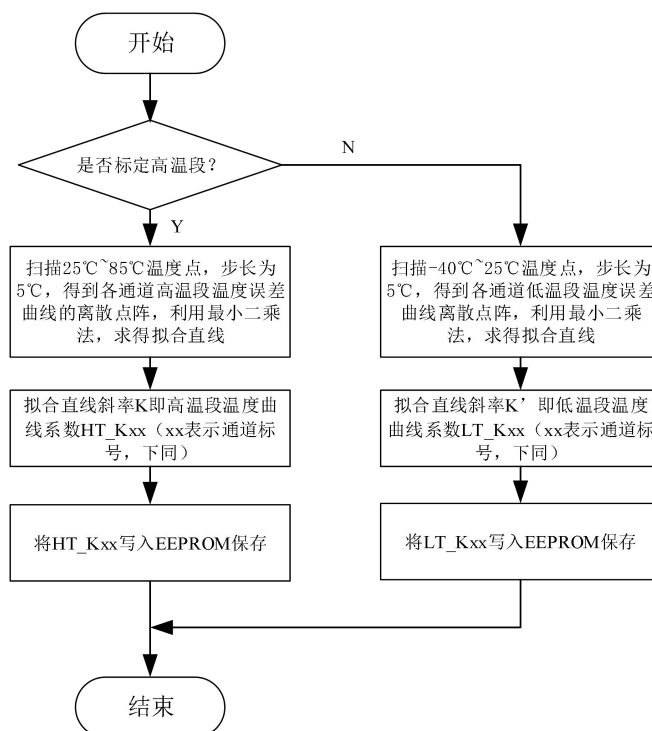 开始
是否标定高温段？
N
Y
扫描25℃~85℃温度点，步长为
5℃，得到各通道高温段温度误差
曲线的离散点阵，利用最小二乘
法，求得拟合直线
扫描-40℃~25℃温度点，步长为
5℃，得到各通道低温段温度误差
曲线离散点阵，利用最小二乘
法，求得拟合直线
拟合直线斜率K即高温段温度曲
线系数HT_Kxx（xx表示通道标
号，下同）
拟合直线斜率K’即低温段温度
曲线系数LT_Kxx（xx表示通道标
号，下同）
将HT_Kxx写入EEPROM保存
将LT_Kxx写入EEPROM保存
结束